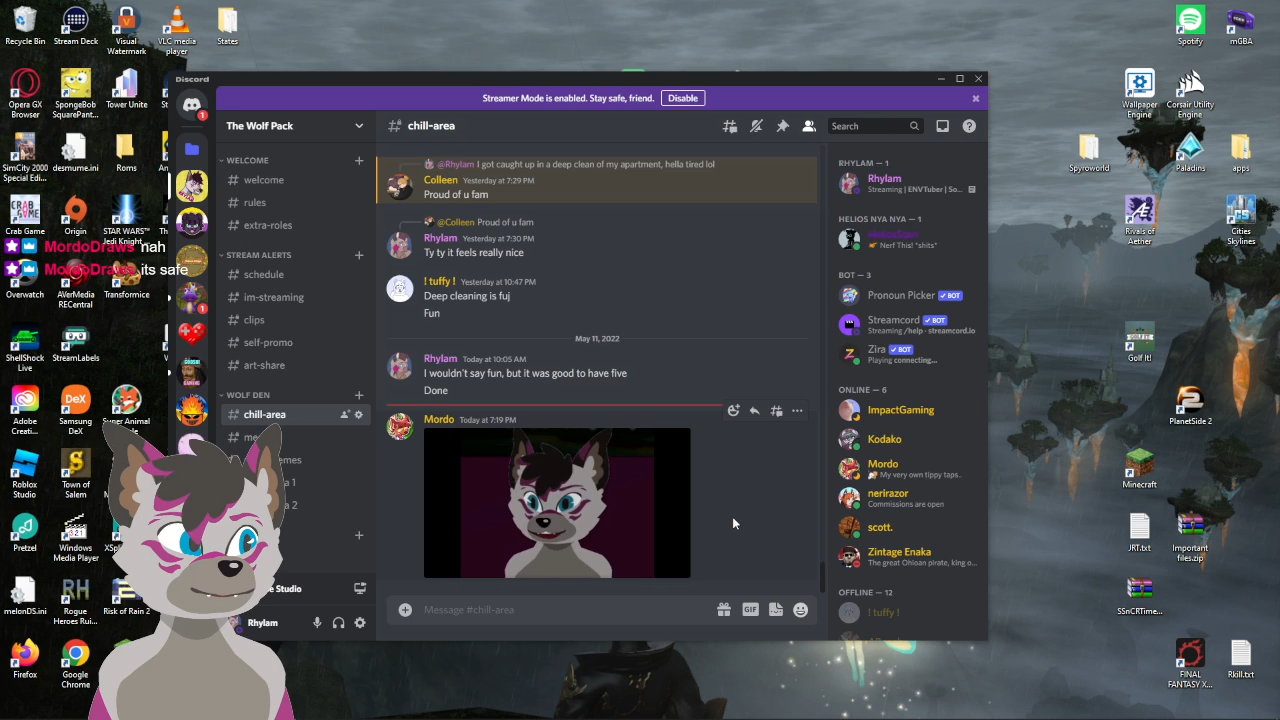 Recycle Bin
Stream Deck
Visual
Watermark
VLC media
player
States
Spotify
mGBA
Discord
Streamer Mode is enabled. Stay safe, friend.
Disable
The Wolf Pack
chill-area
Search
Opera GX
Browser
SpongeBob
SquarePant...
Tower Unite
Wallpaper
Engine
Corsair Utility
Engine
WELCOME
# welcome
# rules
# extra-roles
@Rhylam I got caught up in a deep clean of my apartment, hella tired lol
Colleen Yesterday at 7:29 PM
Proud of u fam
@Colleen Proud of u fam
Rhylam Yesterday at 7:30 PM
Ty ty it feels really nice
! tuffy ! Yesterday at 10:47 PM
Deep cleaning is fuj
Fun
May 11, 2022
Rhylam Today at 10:05 AM
I wouldn't say fun, but it was good to have five
Done
Mordo Today at 7:19 PM
RHYLAM — 1
Rhylam
Streaming | ENVTuber | So...
HELIOS NYA NYA — 1
Nerf This! *shits*
BOT — 3
Pronoun Picker BOT
Streamcord BOT
Streaming /help · streamcord.io
Zira BOT
Playing connecting...
ONLINE — 6
ImpactGaming
Kodako
Mordo
My very own tippy taps..
nerirazor
Commissions are open
scott.
Zintage Enaka
The great Ohioan pirate, king o...
OFFLINE — 12
! tuffy !
SimCity 2000
Special Edi...
desmume.ini
Roms
Spyroworld
Paladins
apps
Crab Game
Origin
STAR WARS™
Jedi Knight
Rivals of
Aether
Cities
Skylines
MordoDraws nah
MordoDraws its safe
STREAM ALERTS
# schedule
# im-streaming
# clips
# self-promo
# art-share
Overwatch
AVerMedia
RECentral
Transformice
ShellShock
Live
StreamLabels
Among Us
Golf It!
WOLF DEN
# chill-area
Adobe
Creati...
Samsung
DeX
Super
Animal ...
PlanetSide 2
Roblox
Studio
Town of
Salem
Minecraft
Pretzel
Windows
Media Player
JRT.txt
Important
files.zip
melonDS.ini
Rogue
Heroes Rui...
Risk of Rain 2
SSnCRTime...
Rhylam
Message #chill-area
GIF
Firefox
Google
Chrome
FINAL
FANTASY X...
Rkill.txt